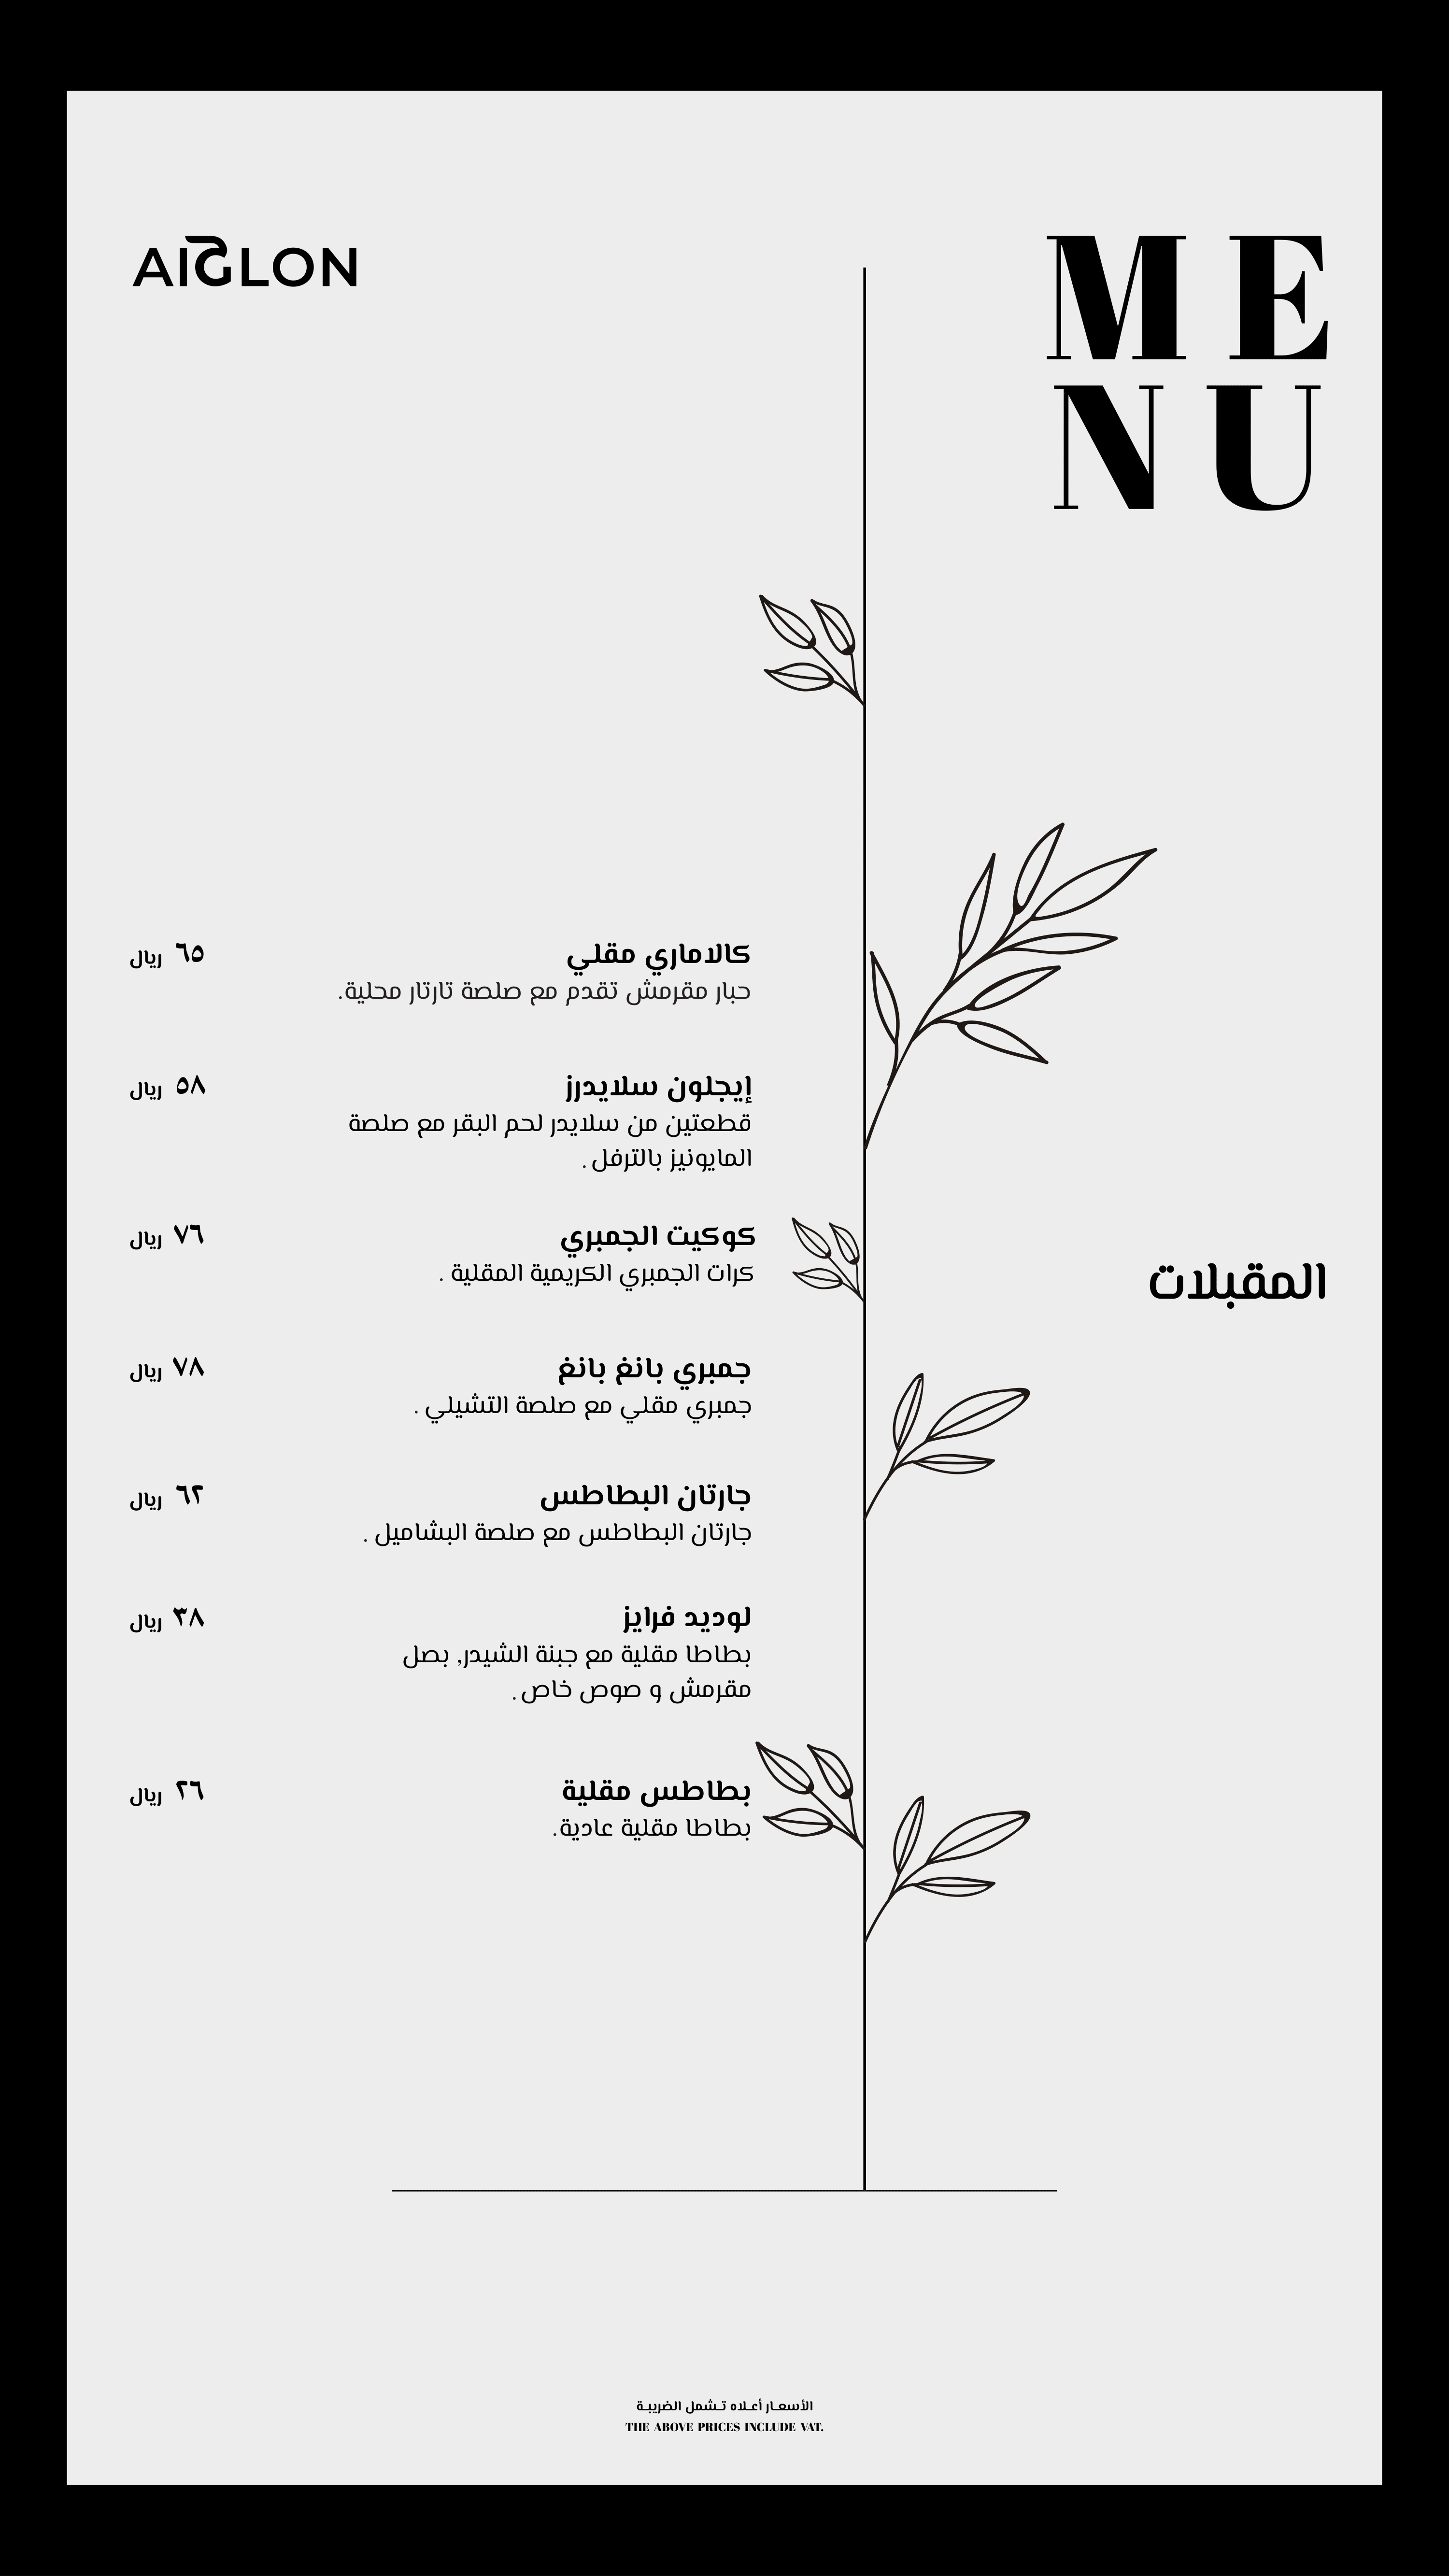 AIGLON
ME
NU
المقبلات
كالاماري مقلي ٦٥ ريال
حبار مقرمش تقدم مع صلصة تارتار محلية.
إيجلون سلايدرز ٥٨ ريال
قطعتين من سلايدر لحم البقر مع صلصة
المايونيز بالترفل .
كوكيت الجمبري ٧٦ ريال
كرات الجمبري الكريمية المقلية .
جمبري بانغ بانغ ٧٨ ريال
جمبري مقلي مع صلصة التشيلي .
جارتان البطاطس ٦٢ ريال
جارتان البطاطس مع صلصة البشاميل .
لوديد فرايز ٣٨ ريال
بطاطا مقلية مع جبنة الشيدر, بصل
مقرمش و صوص خاص .
بطاطس مقلية ٢٦ ريال
بطاطا مقلية عادية.
الأسعـار أعـلاه تـشمل الضريبـة
THE ABOVE PRICES INCLUDE VAT.